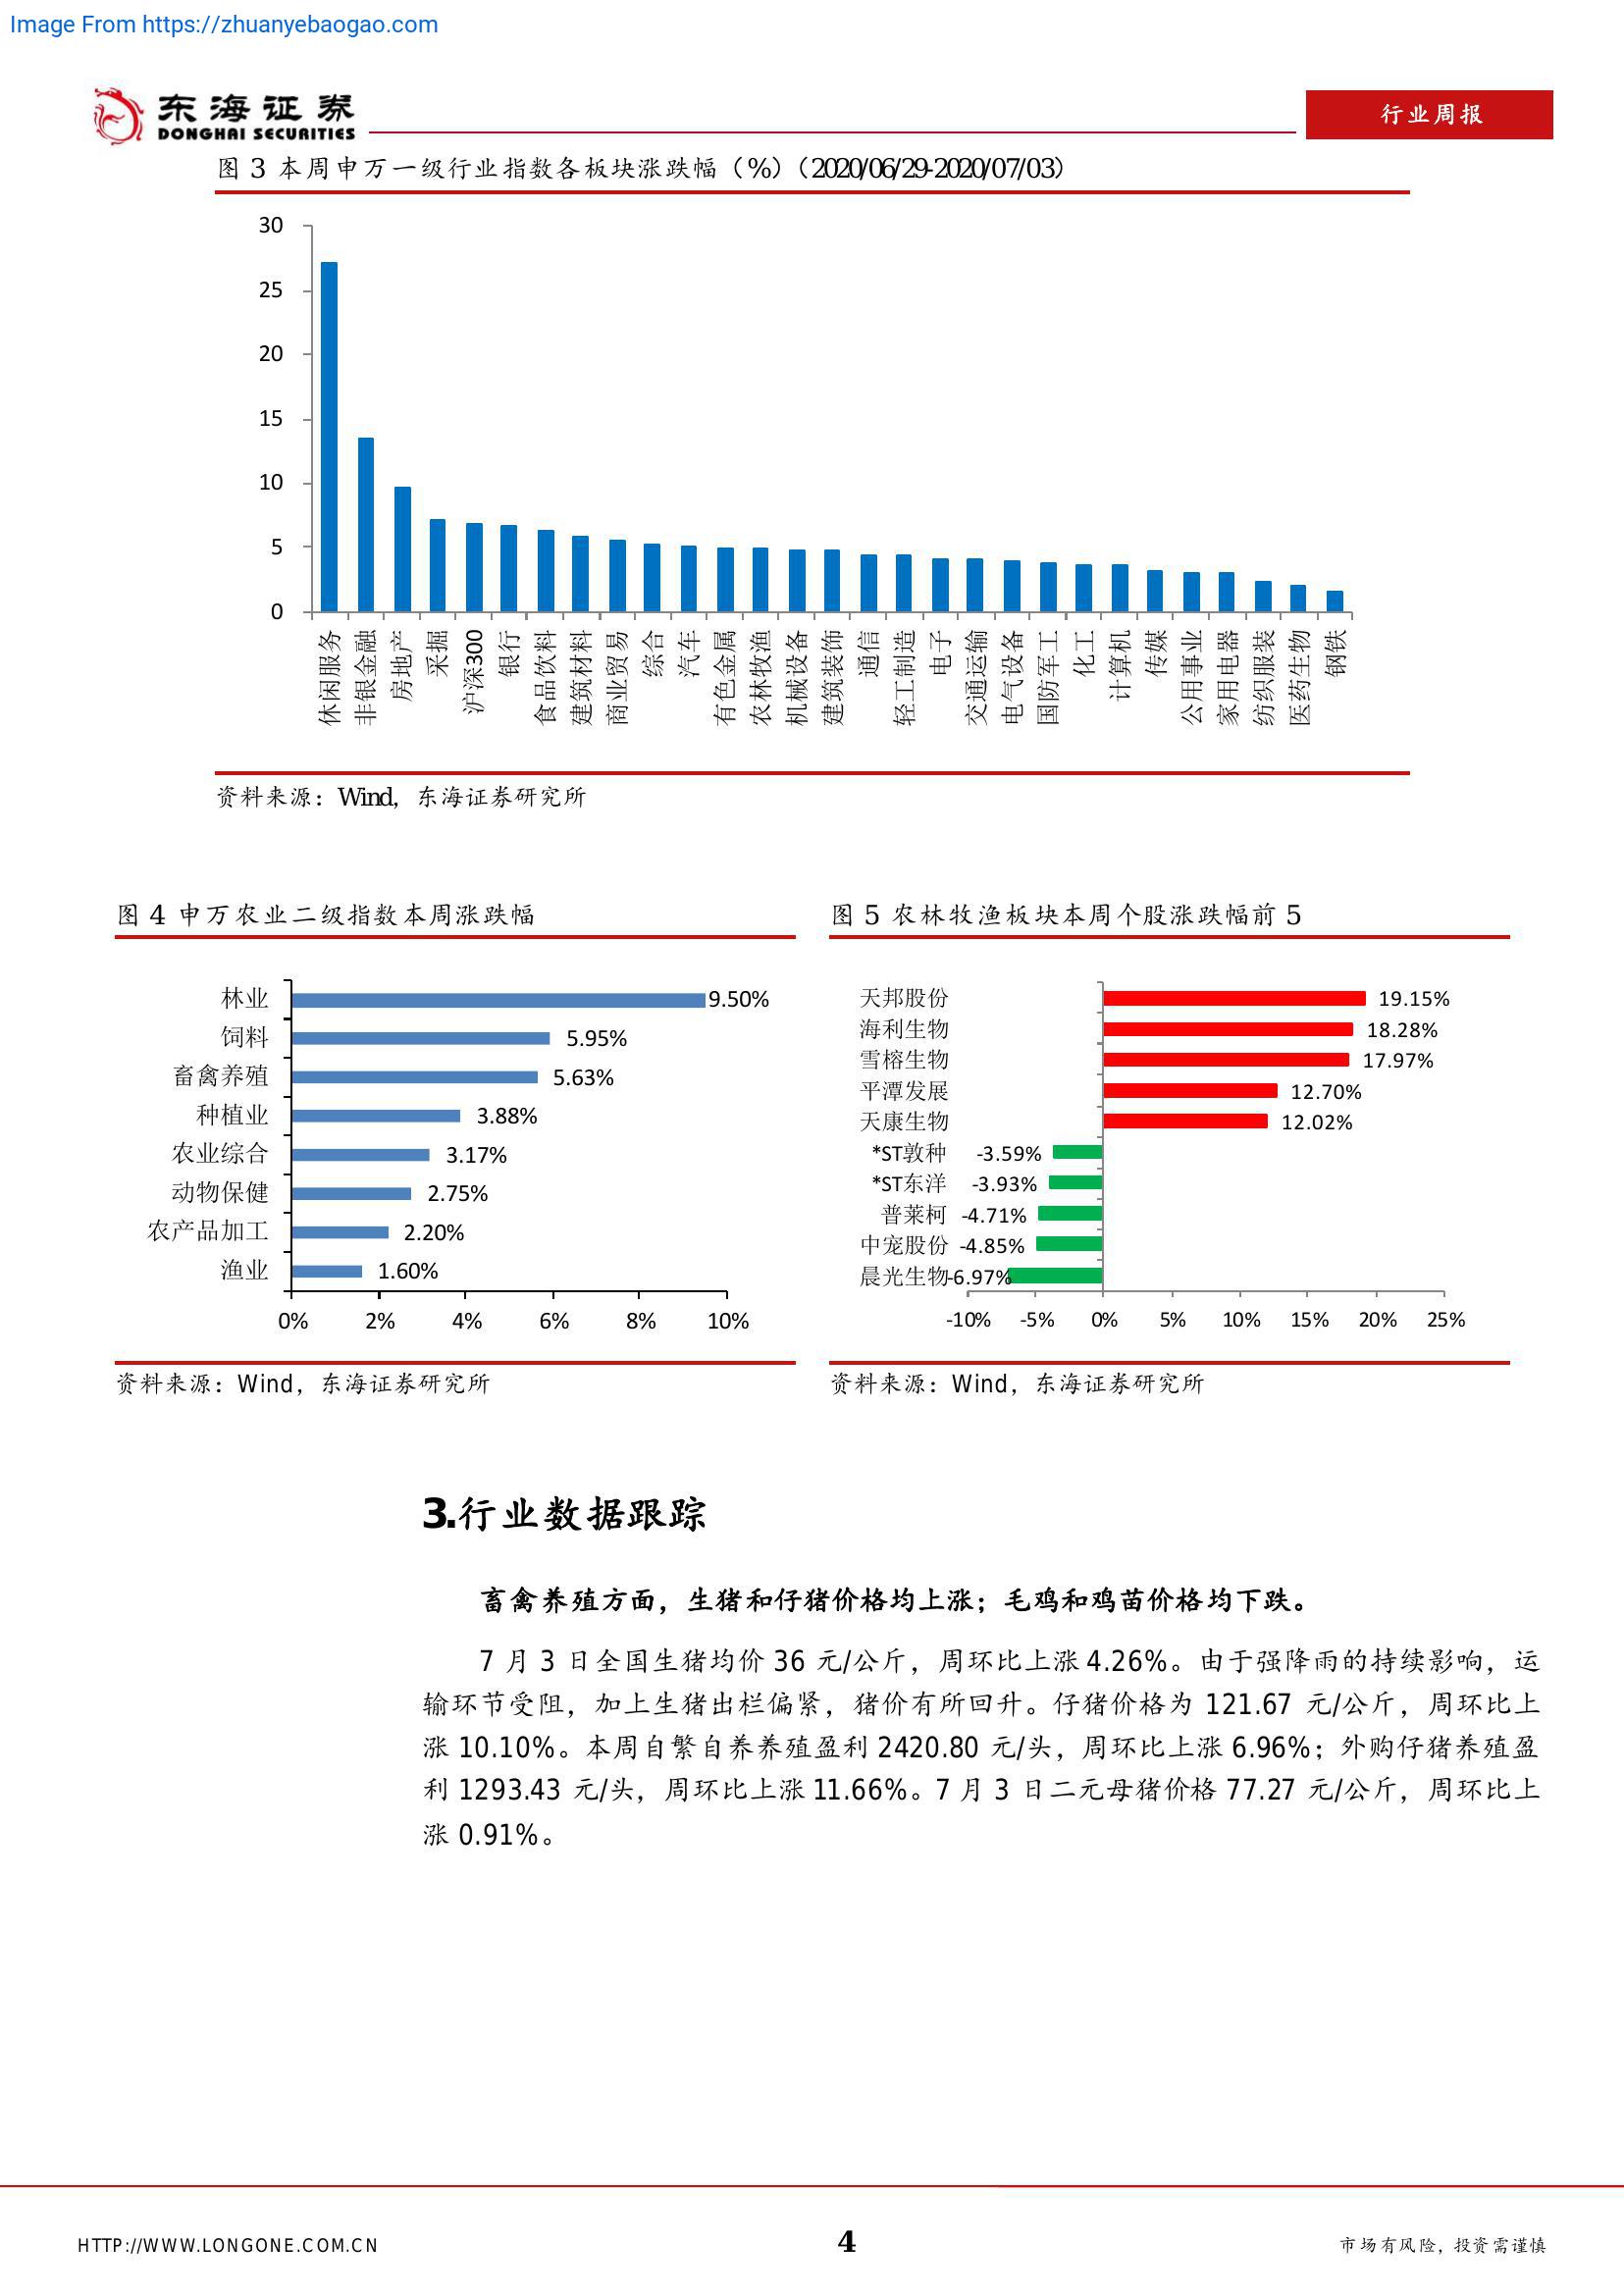 Image From https://zhuanyebaogao.com
东海证券
DONGHAI SECURITIES
行业周报
图 3 本周申万一级行业指数各板块涨跌幅（%）（2020/06/29-2020/07/03）
30
25
20
15
10
5
0
休闲服务
非银金融
房地产
采掘
沪深300
银行
食品饮料
建筑材料
商业贸易
综合
汽车
有色金属
农林牧渔
机械设备
建筑装饰
通信
轻工制造
电子
交通运输
电气设备
国防军工
化工
计算机
传媒
公用事业
家用电器
纺织服装
医药生物
钢铁
资料来源：Wind，东海证券研究所
图 4 申万农业二级指数本周涨跌幅
林业 9.50%
饲料 5.95%
畜禽养殖 5.63%
种植业 3.88%
农业综合 3.17%
动物保健 2.75%
农产品加工 2.20%
渔业 1.60%
0% 2% 4% 6% 8% 10%
资料来源：Wind，东海证券研究所
图 5 农林牧渔板块本周个股涨跌幅前 5
天邦股份 19.15%
海利生物 18.28%
雪榕生物 17.97%
平潭发展 12.70%
天康生物 12.02%
*ST敦种 -3.59%
*ST东洋 -3.93%
普莱柯 -4.71%
中宠股份 -4.85%
晨光生物 -6.97%
-10% -5% 0% 5% 10% 15% 20% 25%
资料来源：Wind，东海证券研究所
3.行业数据跟踪
畜禽养殖方面，生猪和仔猪价格均上涨；毛鸡和鸡苗价格均下跌。
7 月 3 日全国生猪均价 36 元/公斤，周环比上涨 4.26%。由于强降雨的持续影响，运
输环节受阻，加上生猪出栏偏紧，猪价有所回升。仔猪价格为 121.67 元/公斤，周环比上
涨 10.10%。本周自繁自养养殖盈利 2420.80 元/头，周环比上涨 6.96%；外购仔猪养殖盈
利 1293.43 元/头，周环比上涨 11.66%。7 月 3 日二元母猪价格 77.27 元/公斤，周环比上
涨 0.91%。
HTTP://WWW.LONGONE.COM.CN
4
市场有风险，投资需谨慎